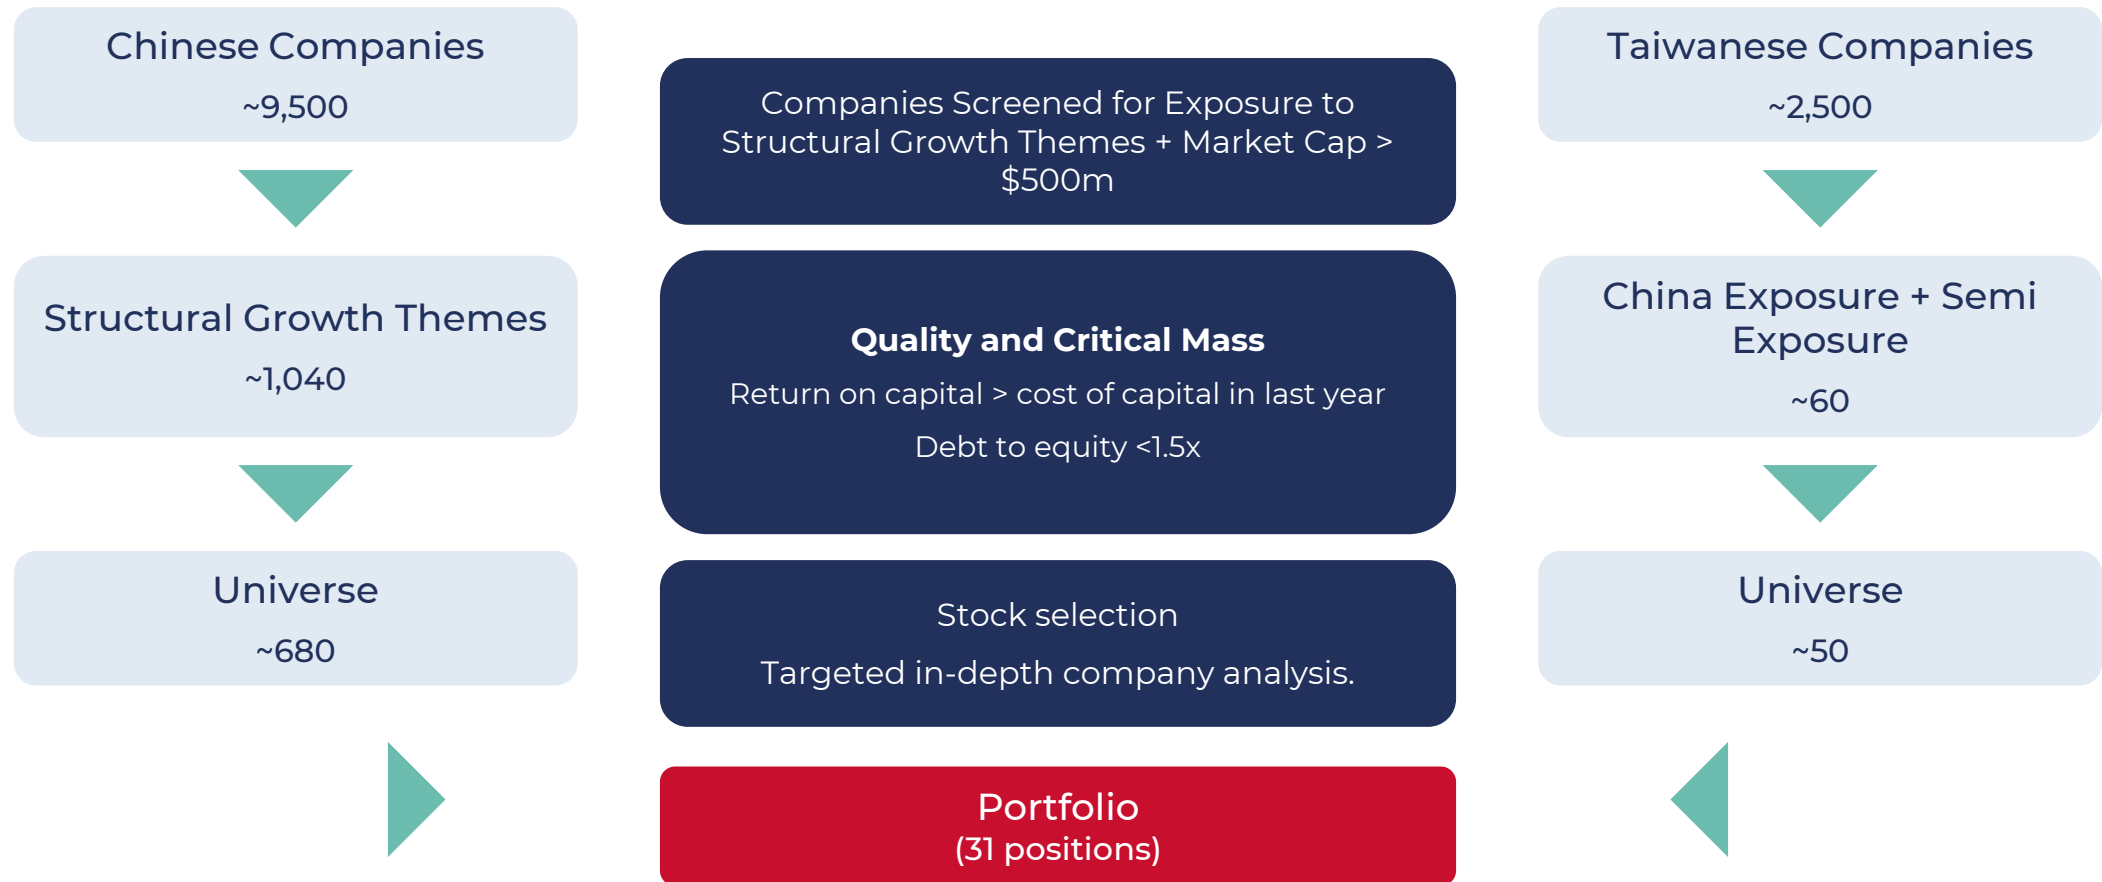 Chinese Companies
~9,500
Structural Growth Themes
~1,040
Universe
~680
Companies Screened for Exposure to
Structural Growth Themes + Market Cap >
$500m
Quality and Critical Mass
Return on capital > cost of capital in last year
Debt to equity <1.5x
Stock selection
Targeted in-depth company analysis.
Portfolio
(31 positions)
Taiwanese Companies
~2,500
China Exposure + Semi
Exposure
~60
Universe
~50